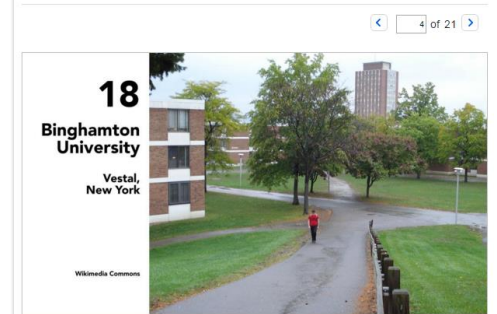 4 of 21
18
Binghamton
University
Vestal,
New York
Wikimedia Commons